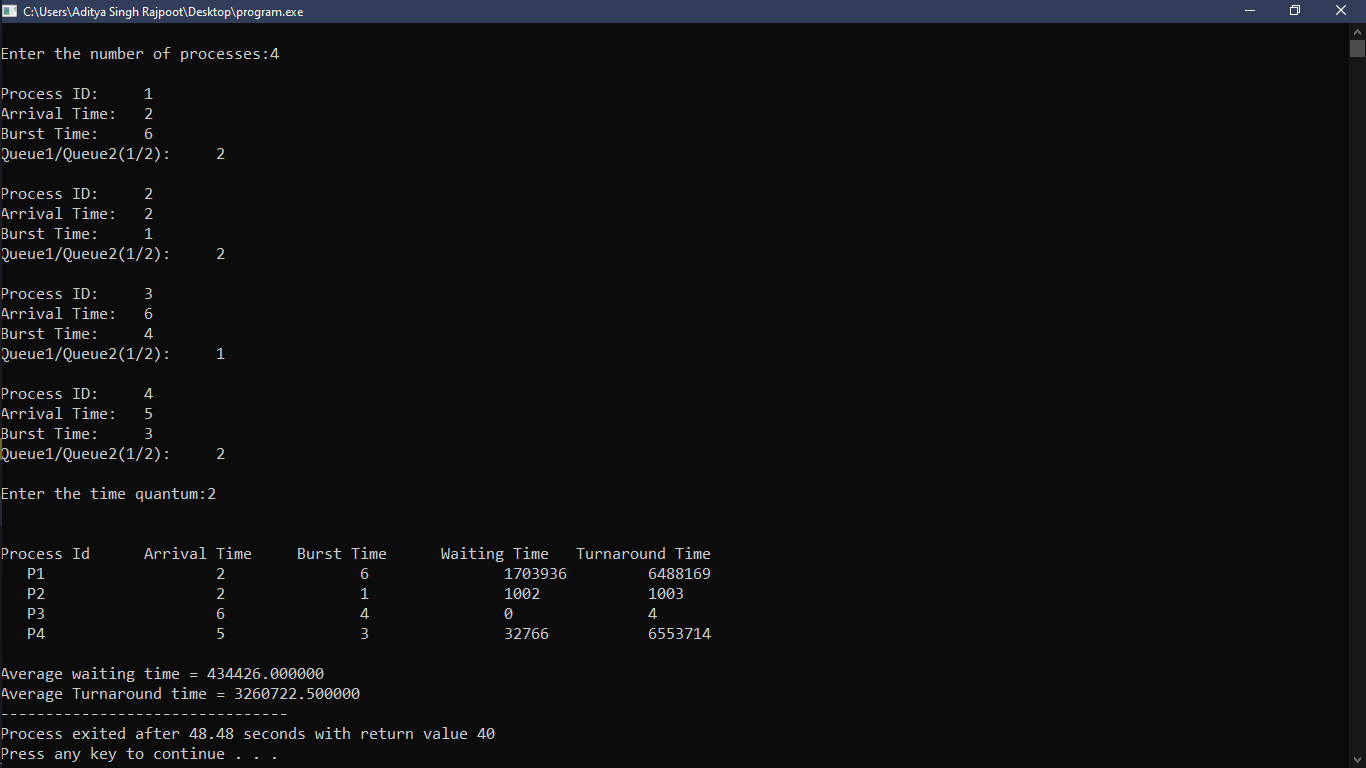 C:\Users\Aditya Singh Rajpoot\Desktop\program.exe
Enter the number of processes:4
Process ID: 1
Arrival Time: 2
Burst Time: 6
Queue1/Queue2(1/2): 2
Process ID: 2
Arrival Time: 2
Burst Time: 1
Queue1/Queue2(1/2): 2
Process ID: 3
Arrival Time: 6
Burst Time: 4
Queue1/Queue2(1/2): 1
Process ID: 4
Arrival Time: 5
Burst Time: 3
Queue1/Queue2(1/2): 2
Enter the time quantum:2
Process Id Arrival Time Burst Time Waiting Time Turnaround Time
P1 2 6 1703936 6488169
P2 2 1 1002 1003
P3 6 4 0 4
P4 5 3 32766 6553714
Average waiting time = 434426.000000
Average Turnaround time = 3260722.500000
--------------------------------
Process exited after 48.48 seconds with return value 40
Press any key to continue . . .